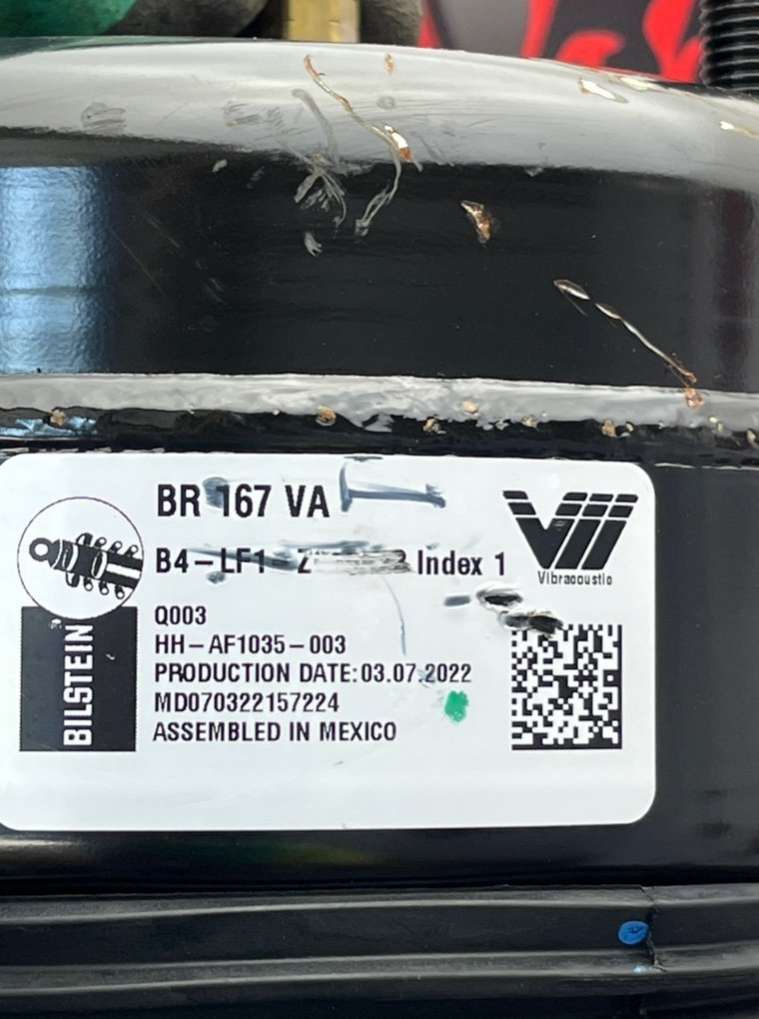 BR 167 VA
B4-LF1- Index 1
Vibracoustic
BILSTEIN
Q003
HH-AF1035-003
PRODUCTION DATE:03.07.2022
MD070322157224
ASSEMBLED IN MEXICO